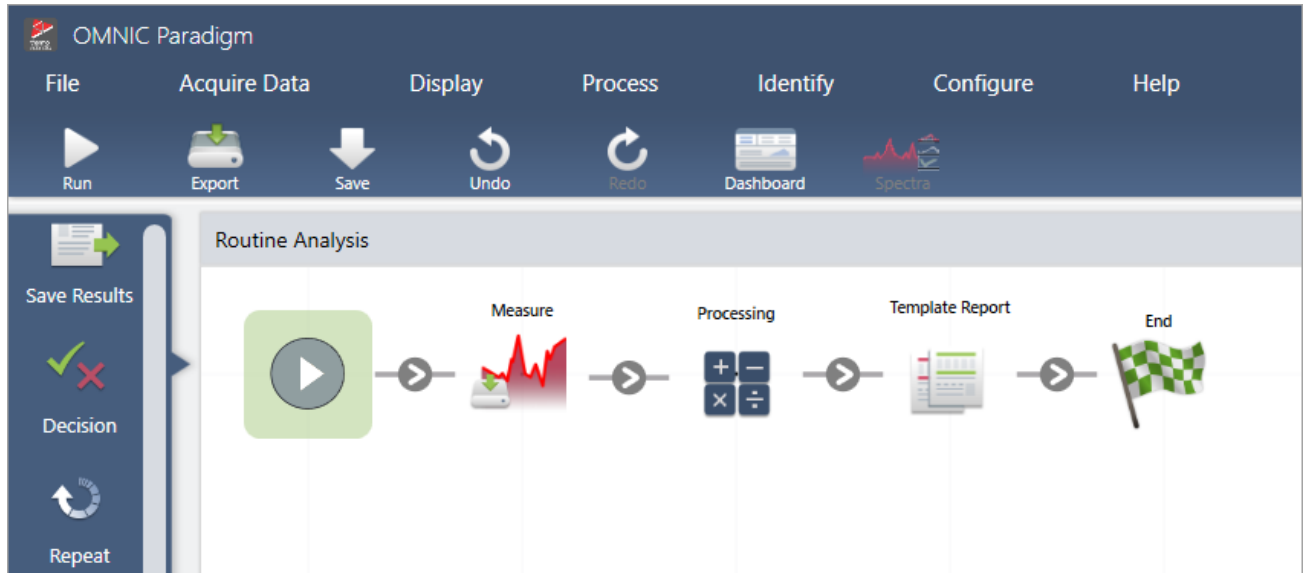 OMNIC Paradigm
File Acquire Data Display Process Identify Configure Help
Run Export Save Undo Redo Dashboard Spectra
Save Results
Decision
Repeat
Routine Analysis
Measure Processing Template Report End